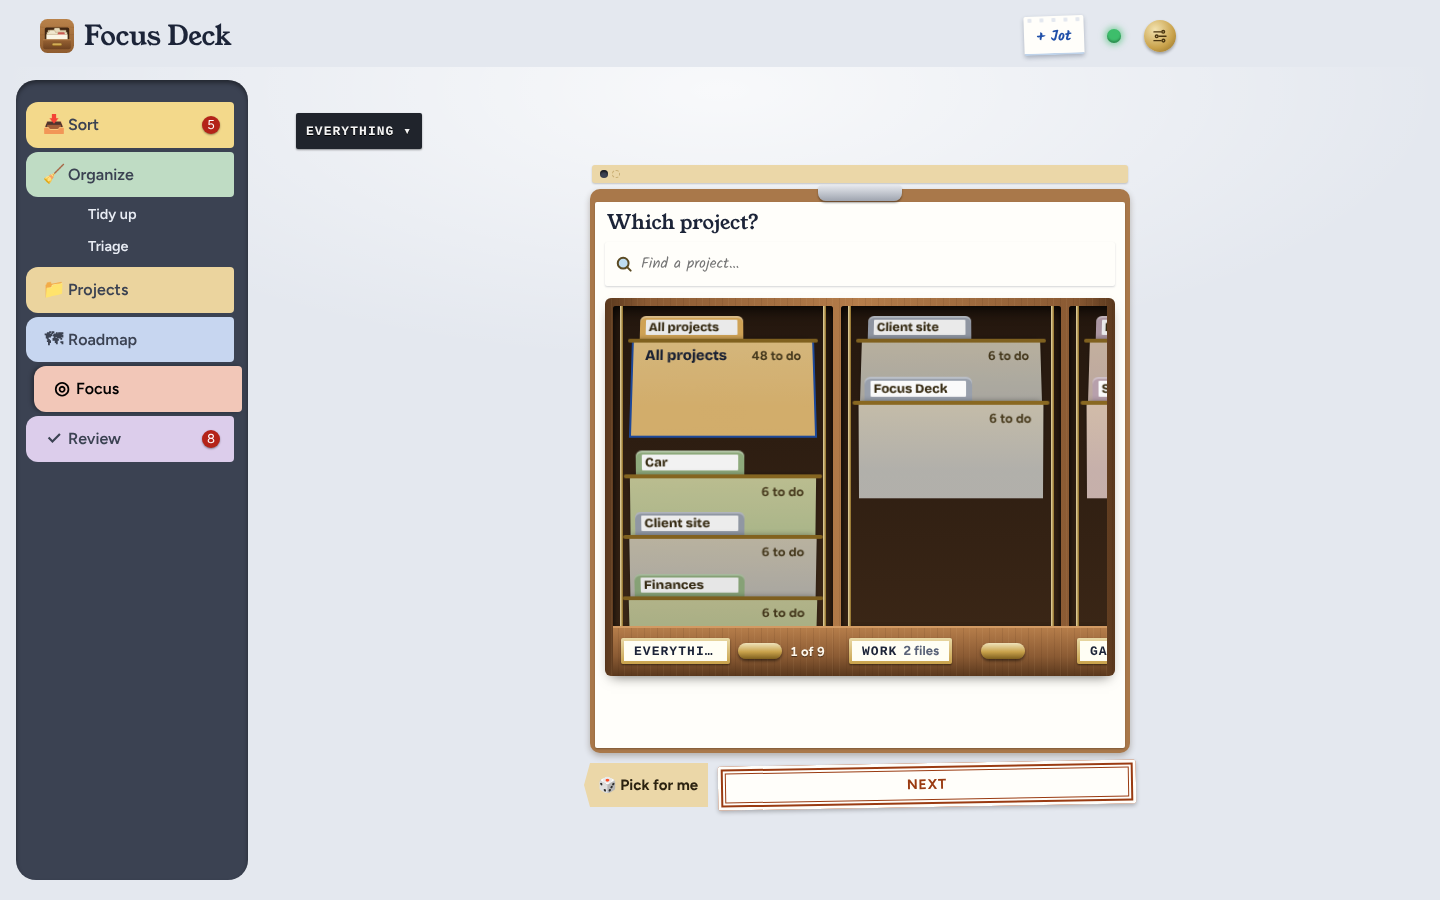 Focus Deck
+ Jot
Sort 5
Organize
Tidy up
Triage
Projects
Roadmap
Focus
Review 8
EVERYTHING ▾
Which project?
Find a project...
All projects
All projects 48 to do
Car
6 to do
Client site
6 to do
Finances
6 to do
EVERYTHI… 1 of 9
Client site
6 to do
Focus Deck
6 to do
WORK 2 files
GA
Pick for me
NEXT